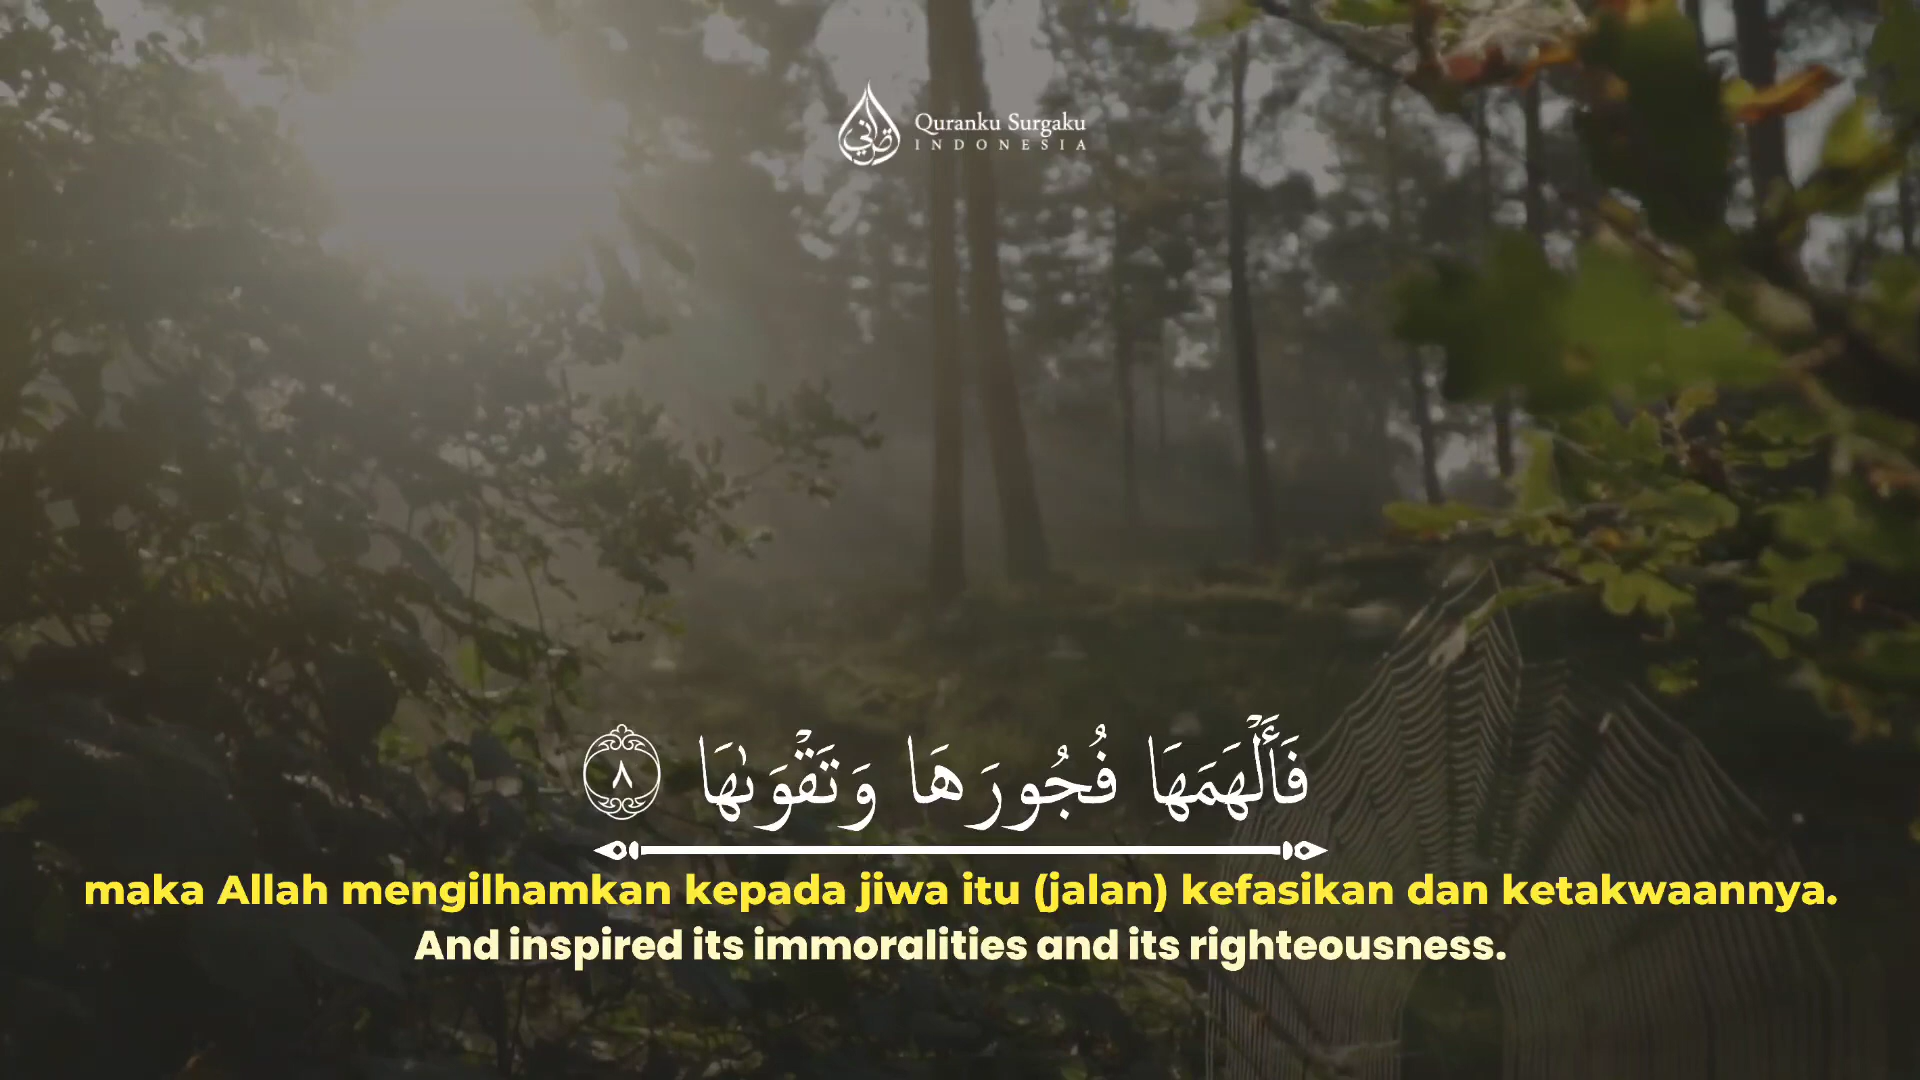 Quranku Surgaku
INDONESIA
فَأَلْهَمَهَا فُجُورَهَا وَتَقْوَىٰهَا ٨
maka Allah mengilhamkan kepada jiwa itu (jalan) kefasikan dan ketakwaannya.
And inspired its immoralities and its righteousness.